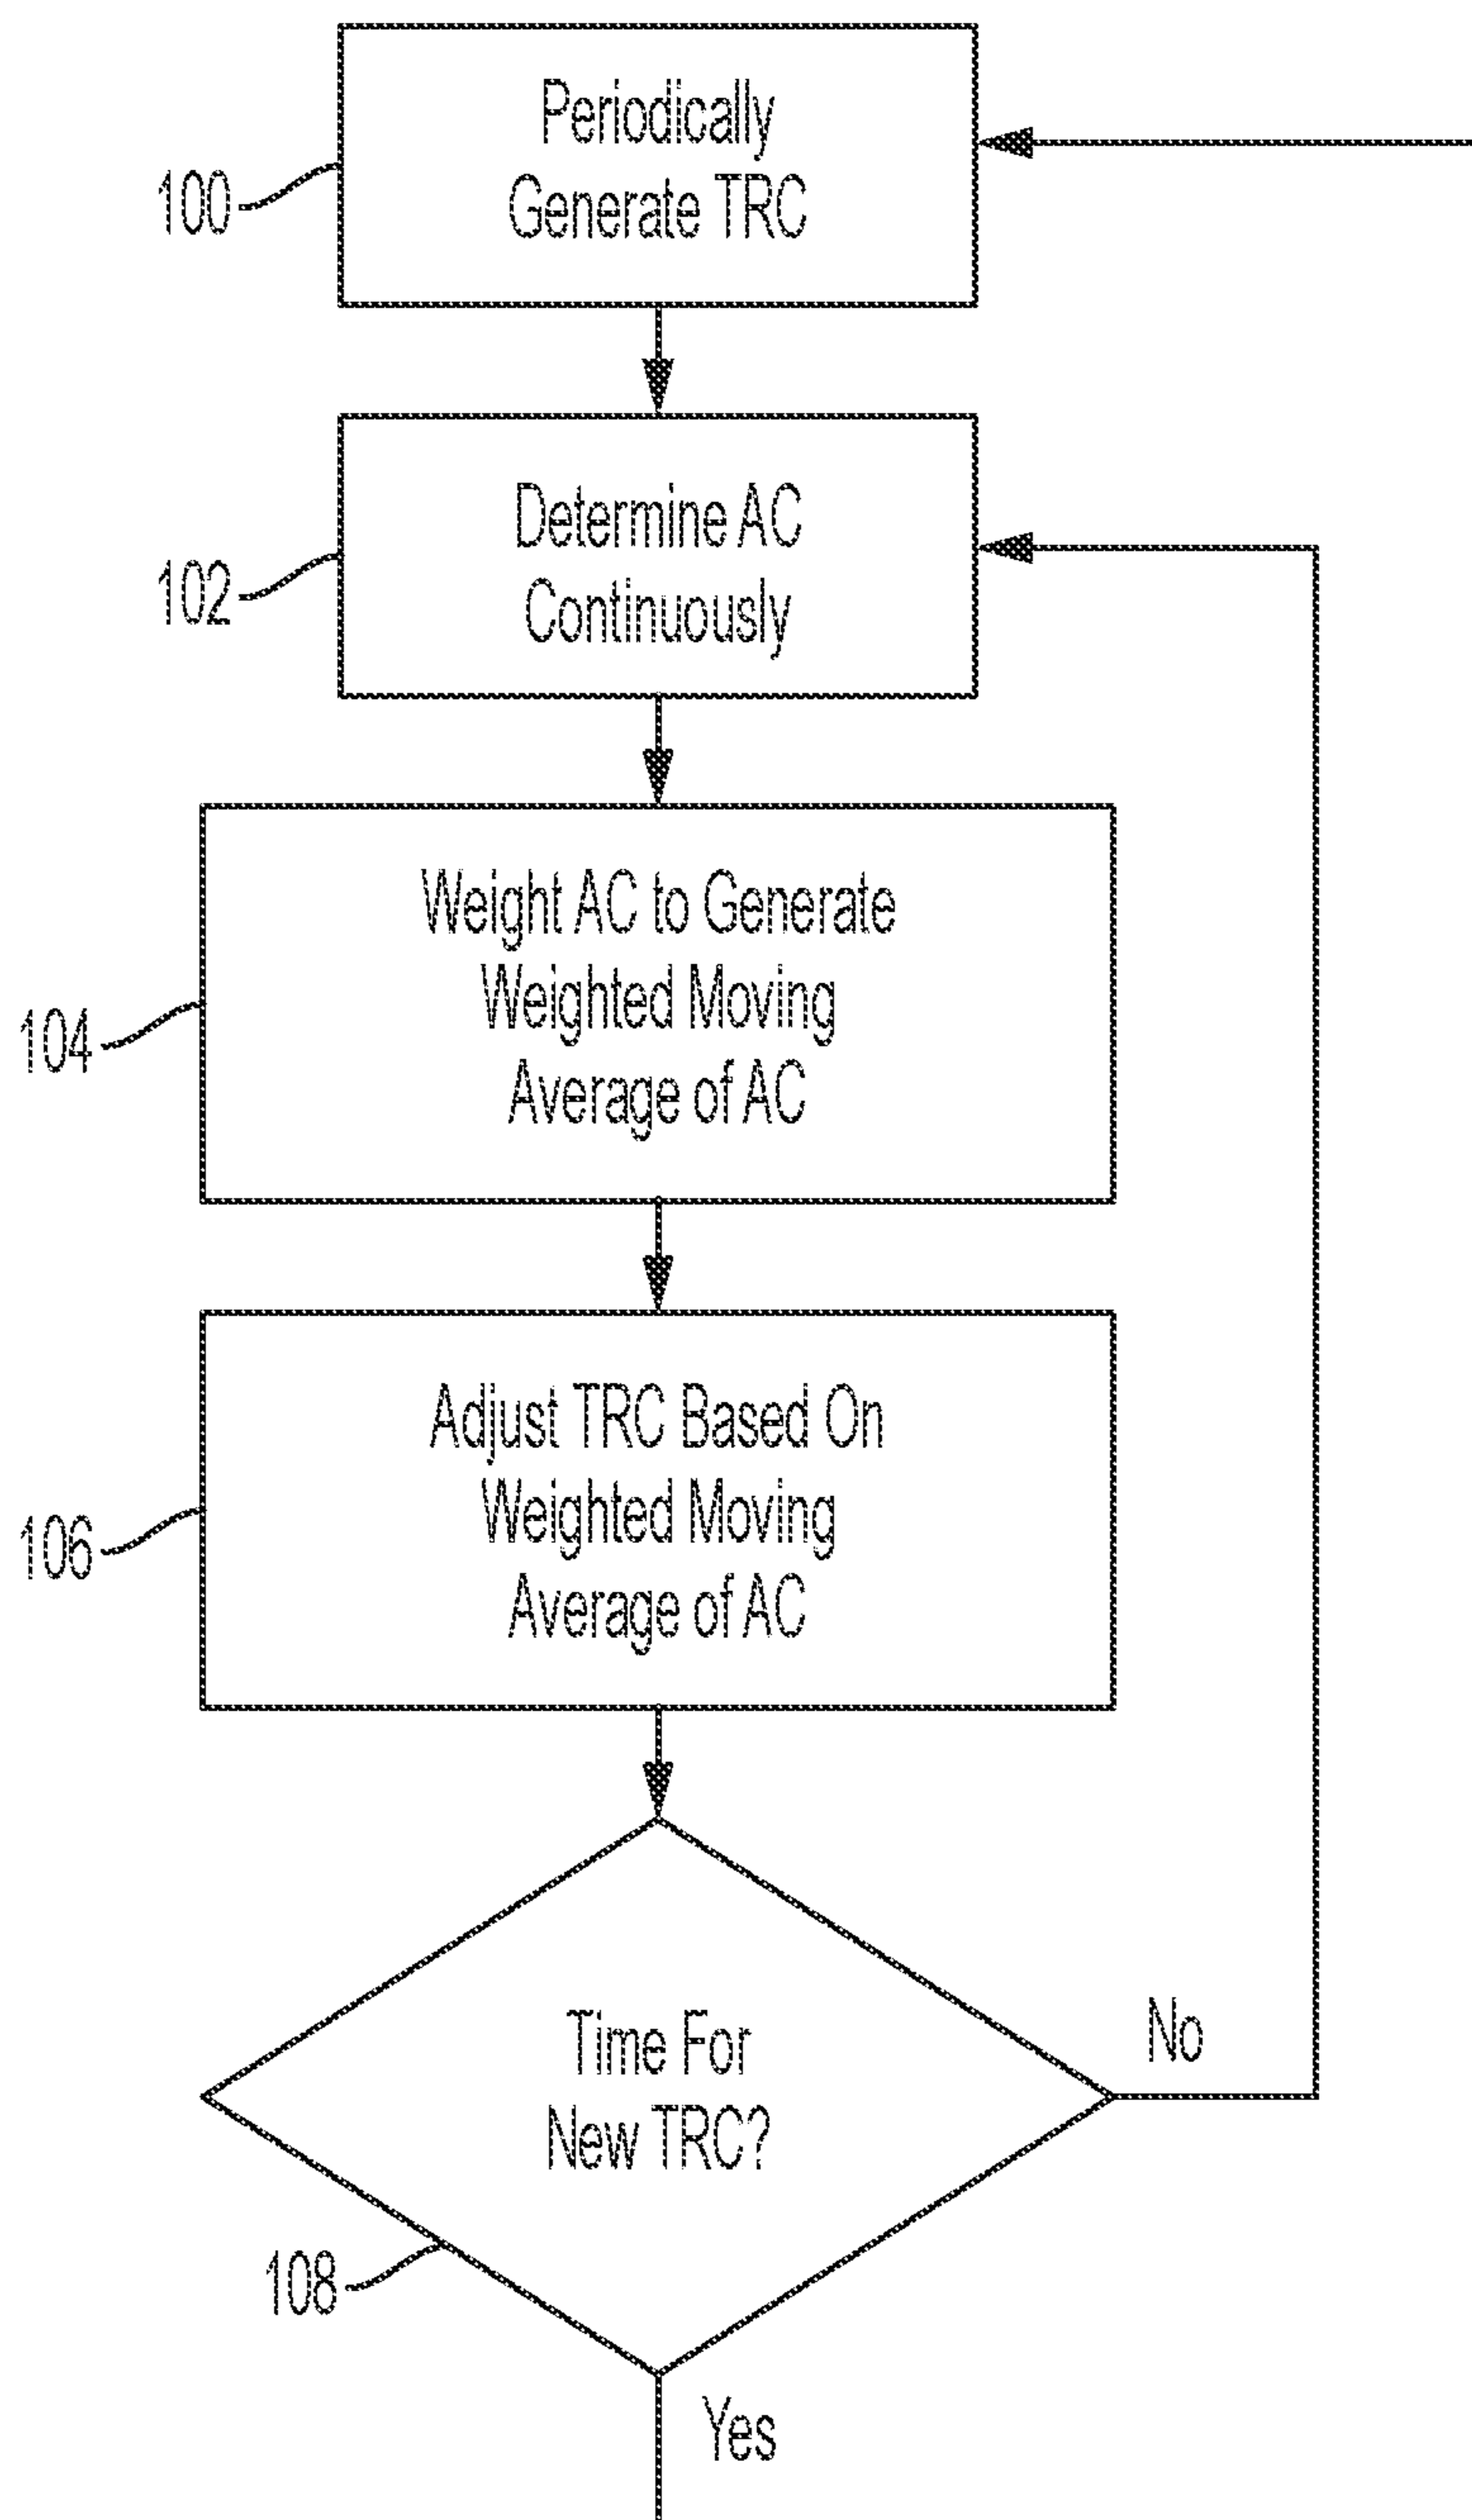 Periodically
Generate TRC
100
Determine AC
Continuously
102
Weight AC to Generate
Weighted Moving
Average of AC
104
Adjust TRC Based On
Weighted Moving
Average of AC
106
Time For
New TRC?
No
108
Yes